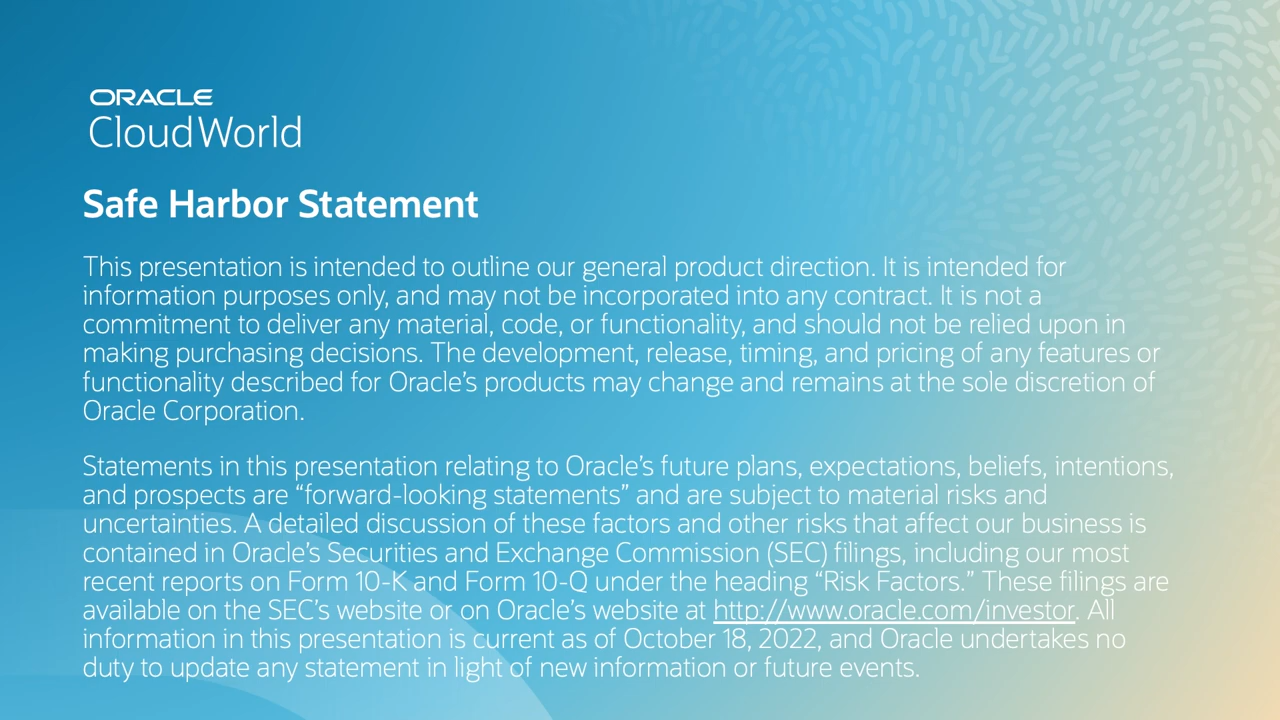 ORACLE
CloudWorld
Safe Harbor Statement
This presentation is intended to outline our general product direction. It is intended for
information purposes only, and may not be incorporated into any contract. It is not a
commitment to deliver any material, code, or functionality, and should not be relied upon in
making purchasing decisions. The development, release, timing, and pricing of any features or
functionality described for Oracle’s products may change and remains at the sole discretion of
Oracle Corporation.
Statements in this presentation relating to Oracle’s future plans, expectations, beliefs, intentions,
and prospects are “forward-looking statements” and are subject to material risks and
uncertainties. A detailed discussion of these factors and other risks that affect our business is
contained in Oracle’s Securities and Exchange Commission (SEC) filings, including our most
recent reports on Form 10-K and Form 10-Q under the heading “Risk Factors.” These filings are
available on the SEC’s website or on Oracle’s website at http://www.oracle.com/investor. All
information in this presentation is current as of October 18, 2022, and Oracle undertakes no
duty to update any statement in light of new information or future events.